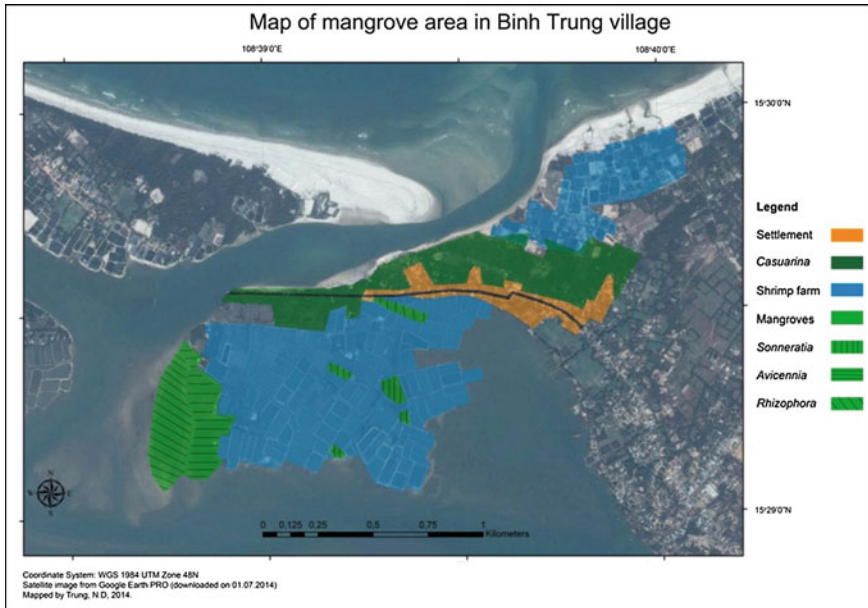 Map of mangrove area in Binh Trung village
108°39'0"E
108°40'0"E
15°30'0"N
Legend
Settlement
Casuarina
Shrimp farm
Mangroves
Sonneratia
Avicennia
Rhizophora
N
W E
S
0 0,125 0,25 0,5 0,75 1
Kilometers
15°29'0"N
Coordinate System: WGS 1984 UTM Zone 48N
Satellite image from Google Earth PRO (downloaded on 01.07.2014)
Mapped by Trung, N.D, 2014.